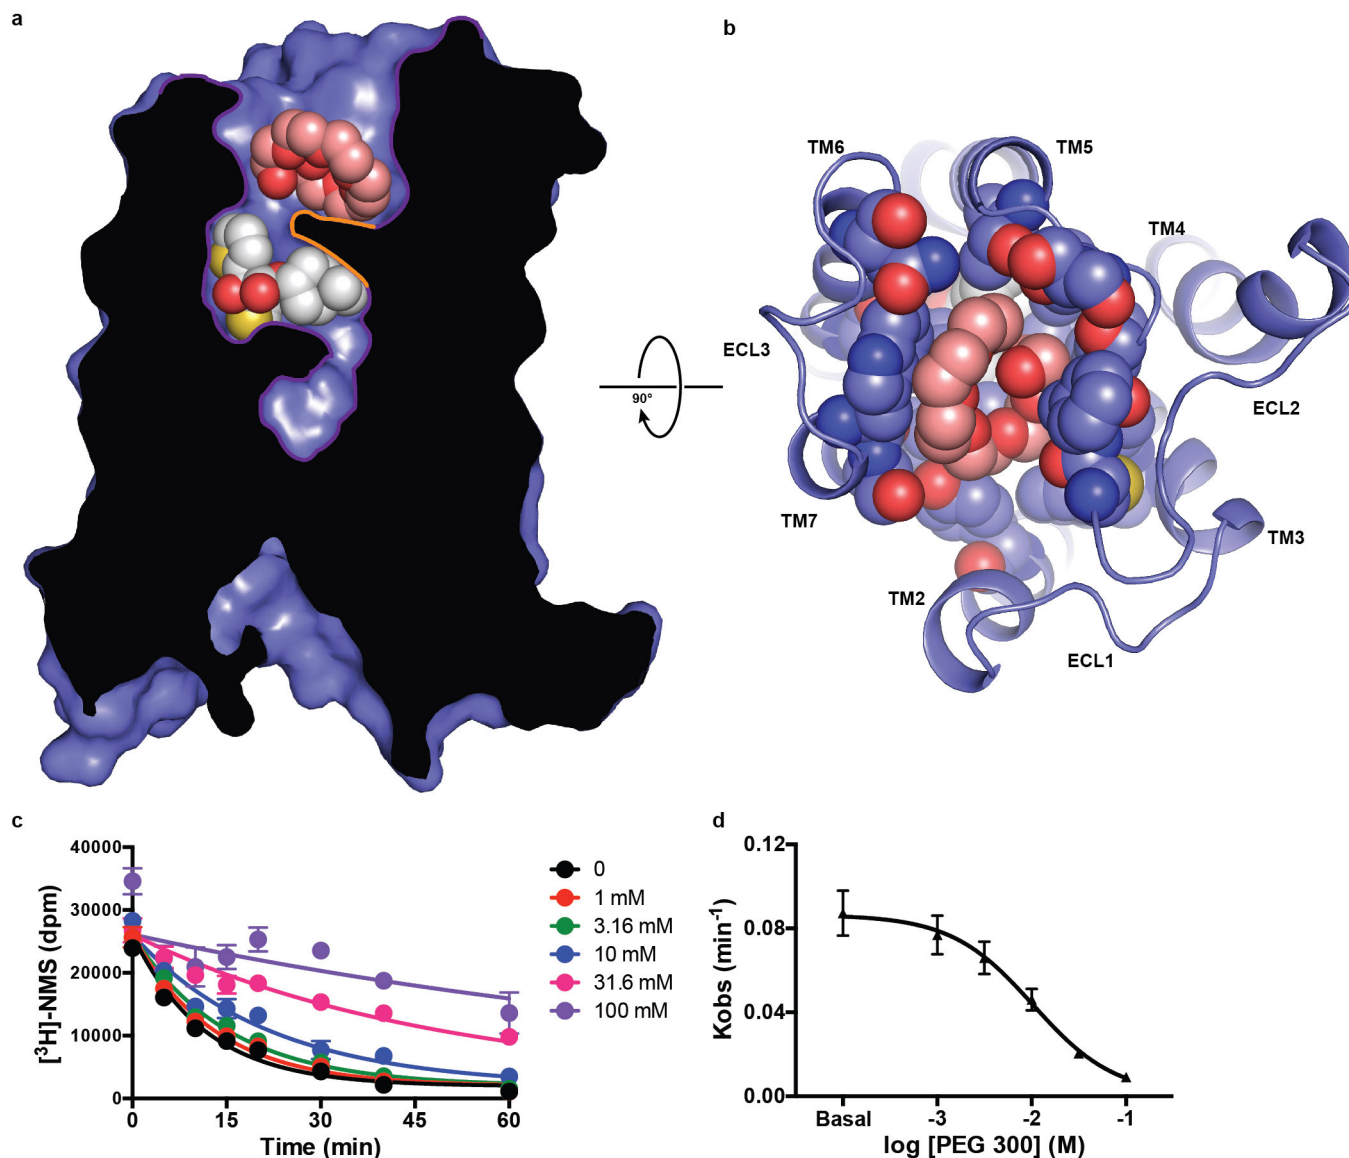 a
b
TM6
TM5
TM4
ECL3
ECL2
90°
TM7
TM3
TM2
ECL1
c
d
40000
30000
20000
10000
0
[³H]-NMS (dpm)
0
15
30
45
60
Time (min)
0
1 mM
3.16 mM
10 mM
31.6 mM
100 mM
0.12
0.08
0.04
0.00
Kobs (min⁻¹)
Basal
-3
-2
-1
log [PEG 300] (M)